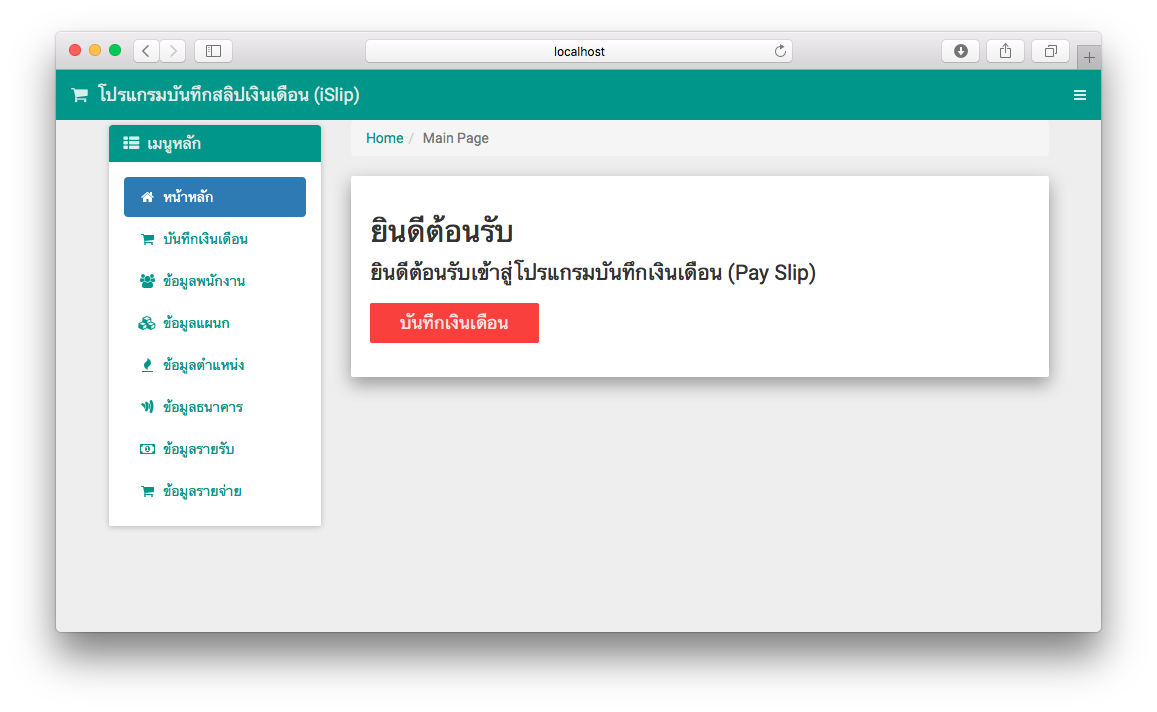 localhost
โปรแกรมบันทึกสลิปเงินเดือน (iSlip)
เมนูหลัก
หน้าหลัก
บันทึกเงินเดือน
ข้อมูลพนักงาน
ข้อมูลแผนก
ข้อมูลตำแหน่ง
ข้อมูลธนาคาร
ข้อมูลรายรับ
ข้อมูลรายจ่าย
Home / Main Page
ยินดีต้อนรับ
ยินดีต้อนรับเข้าสู่โปรแกรมบันทึกเงินเดือน (Pay Slip)
บันทึกเงินเดือน